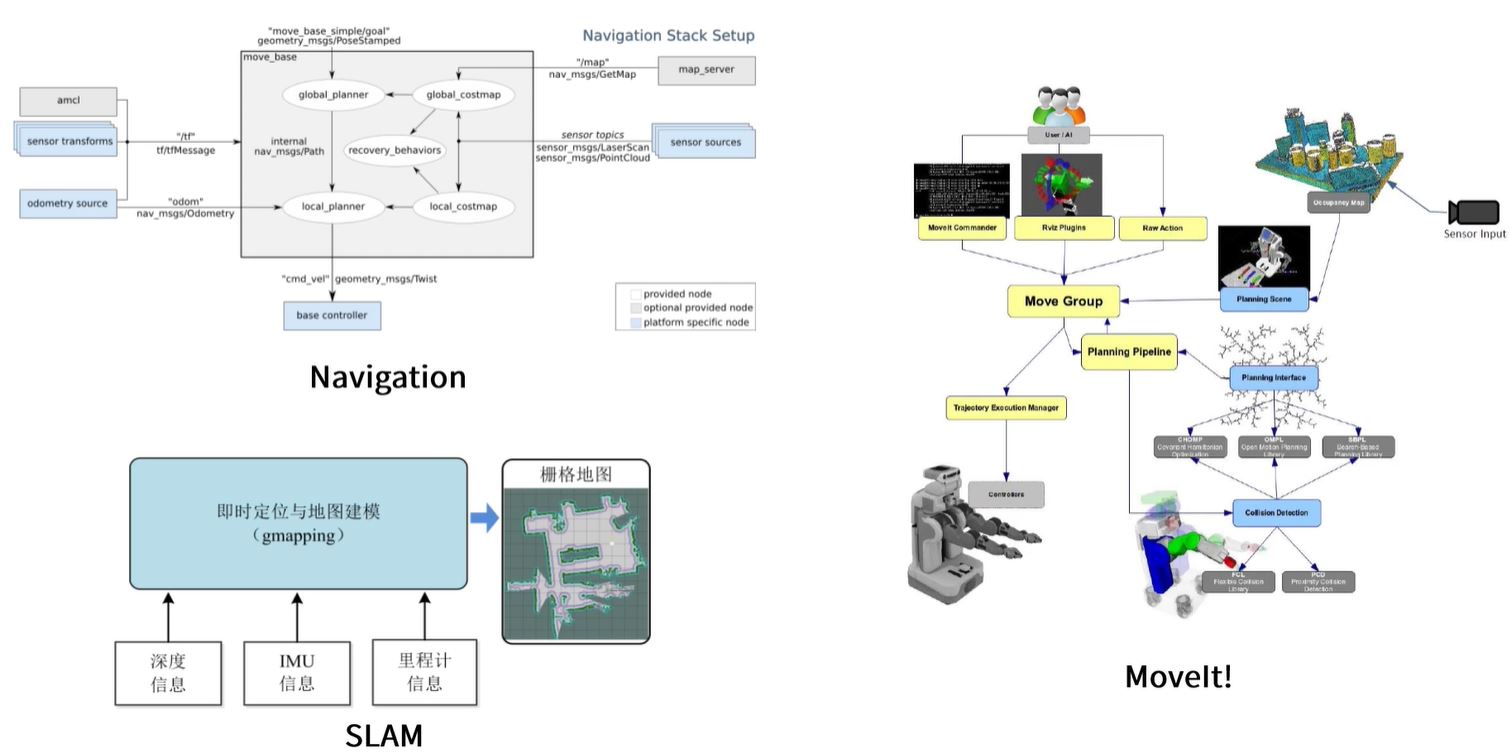 Navigation Stack Setup
"move_base_simple/goal"
geometry_msgs/PoseStamped
move_base
"/map"
nav_msgs/GetMap
map_server
global_planner
global_costmap
amcl
sensor transforms
"/tf"
tf/tfMessage
internal
nav_msgs/Path
recovery_behaviors
sensor topics
sensor_msgs/LaserScan
sensor_msgs/PointCloud
sensor sources
odometry source
"odom"
nav_msgs/Odometry
local_planner
local_costmap
"cmd_vel" geometry_msgs/Twist
base controller
provided node
optional provided node
platform specific node
Navigation
即时定位与地图建模
（gmapping）
栅格地图
深度
信息
IMU
信息
里程计
信息
SLAM
User / AI
MoveIt Commander
Rviz Plugins
Raw Action
Occupancy Map
Sensor Input
Planning Scene
Move Group
Planning Pipeline
Planning Interface
Trajectory Execution Manager
CHOMP
Covariant Hamiltonian
Optimization
OMPL
Open Motion Planning
Library
SBPL
Search-Based
Planning Library
Controllers
Collision Detection
FCL
Flexible Collision
Library
PCD
Proximity Collision
Detection
MoveIt!